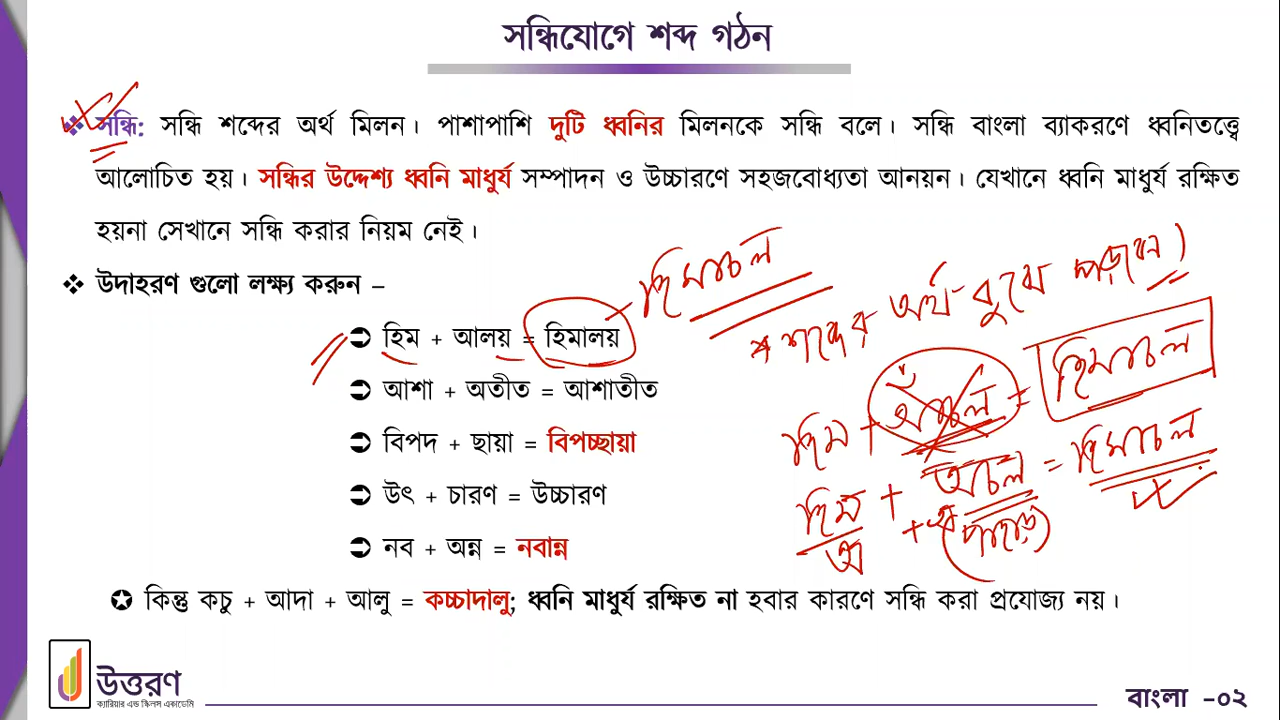 সন্ধিযোগে শব্দ গঠন
সন্ধি: সন্ধি শব্দের অর্থ মিলন। পাশাপাশি দুটি ধ্বনির মিলনকে সন্ধি বলে। সন্ধি বাংলা ব্যাকরণে ধ্বনিতত্ত্বে
আলোচিত হয়। সন্ধির উদ্দেশ্য ধ্বনি মাধুর্য সম্পাদন ও উচ্চারণে সহজবোধ্যতা আনয়ন। যেখানে ধ্বনি মাধুর্য রক্ষিত
হয়না সেখানে সন্ধি করার নিয়ম নেই।
উদাহরণ গুলো লক্ষ্য করুন –
হিম + আলয় = হিমালয়
হিমাচল
* শব্দের অর্থ বুঝে পড়বেন।
আশা + অতীত = আশাতীত
হিম + = হিমাচল
বিপদ + ছায়া = বিপচ্ছায়া
হিম + অচল = হিমাচল
উৎ + চারণ = উচ্চারণ
অ + অ (পাহাড়)
নব + অন্ন = নবান্ন
কিন্তু কচু + আদা + আলু = কচ্চাদালু; ধ্বনি মাধুর্য রক্ষিত না হবার কারণে সন্ধি করা প্রযোজ্য নয়।
উত্তরণ
ক্যারিয়ার এন্ড স্কিলস একাডেমি
বাংলা -০২